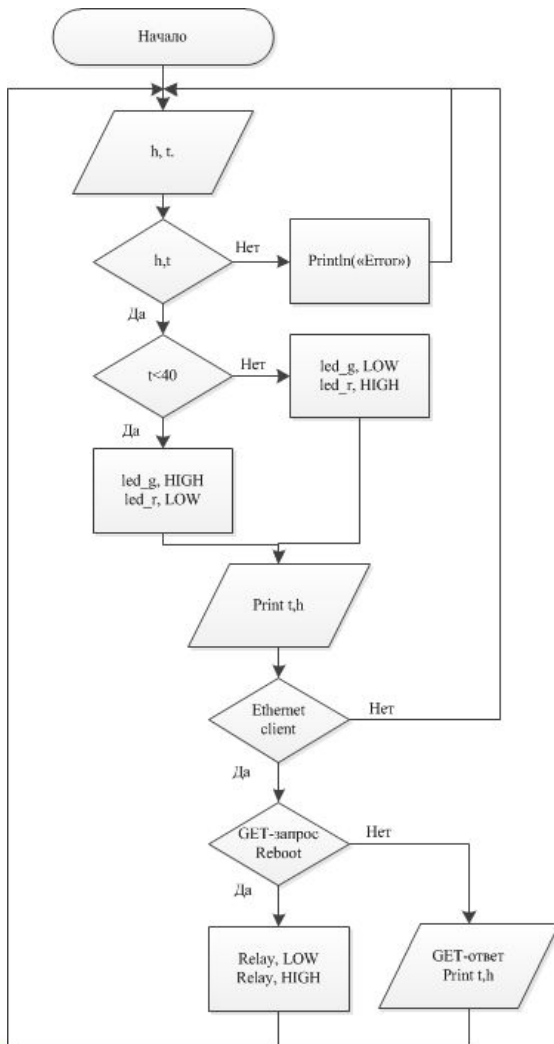 Начало
h, t.
h,t
Нет
Println(«Error»)
Да
t<40
Нет
led_g, LOW
led_r, HIGH
Да
led_g, HIGH
led_r, LOW
Print t,h
Ethernet
client
Нет
Да
GET-запрос
Reboot
Нет
Да
Relay, LOW
Relay, HIGH
GET-ответ
Print t,h